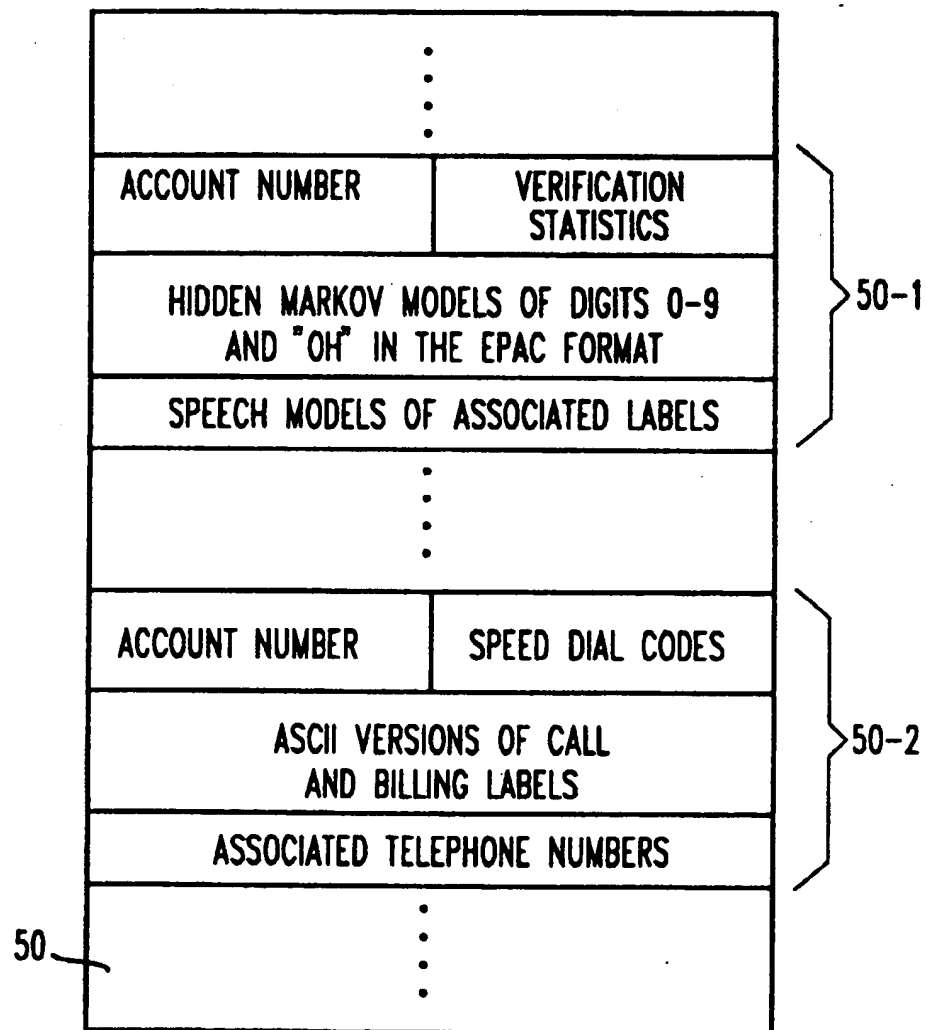 ACCOUNT NUMBER
VERIFICATION
STATISTICS
HIDDEN MARKOV MODELS OF DIGITS 0-9
AND "OH" IN THE EPAC FORMAT
SPEECH MODELS OF ASSOCIATED LABELS
50-1
ACCOUNT NUMBER
SPEED DIAL CODES
ASCII VERSIONS OF CALL
AND BILLING LABELS
ASSOCIATED TELEPHONE NUMBERS
50-2
50